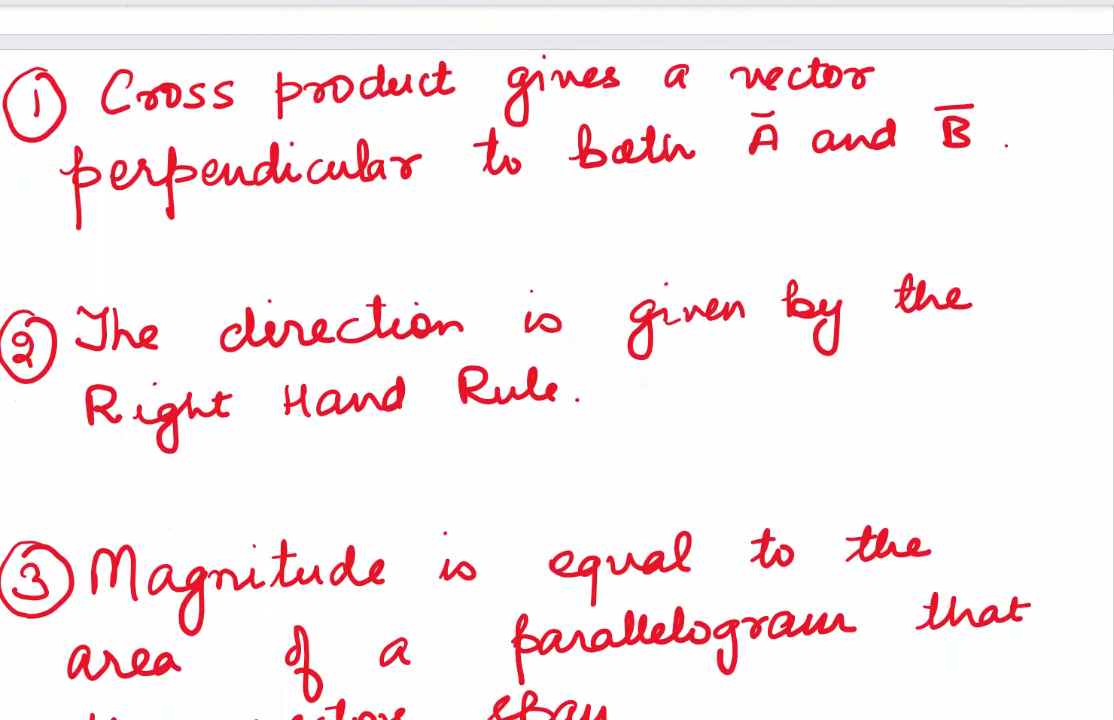 ① Cross product gives a vector
perpendicular to both A̅ and B̅ .
② The direction is given by the
Right Hand Rule.
③ Magnitude is equal to the
area of a parallelogram that
span